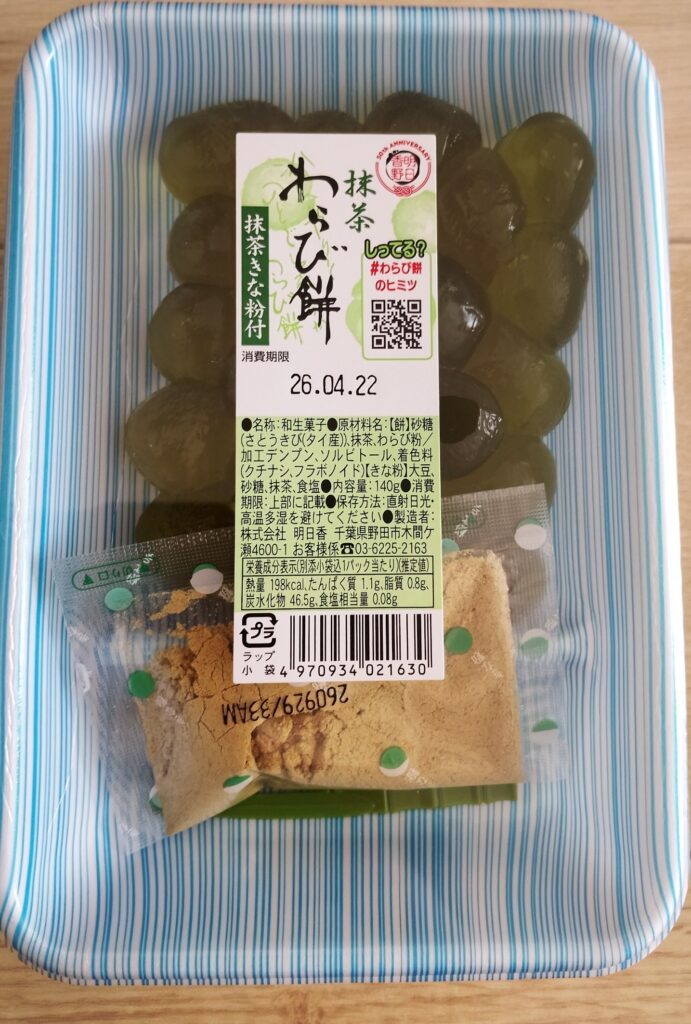 抹茶
わらび餅
抹茶きな粉付
50th ANNIVERSARY
明日香野
しってる?
#わらび餅
のヒミツ
消費期限
26.04.22
●名称:和生菓子●原材料名:【餅】砂糖
(さとうきび(タイ産))、抹茶、わらび粉/
加工デンプン、ソルビトール、着色料
(クチナシ、フラボノイド)【きな粉】大豆、
砂糖、抹茶、食塩●内容量:140g●消費
期限:上部に記載●保存方法:直射日光・
高温多湿を避けてください●製造者:
株式会社 明日香 千葉県野田市木間ケ
瀬4600-1 お客様係☎03-6225-2163
栄養成分表示(別添小袋込1パック当たり)(推定値)
熱量 198kcal、たんぱく質 1.1g、脂質 0.8g、
炭水化物 46.5g、食塩相当量 0.08g
プラ
ラップ
小袋
4 970934 021630
切り口
260929/33AM